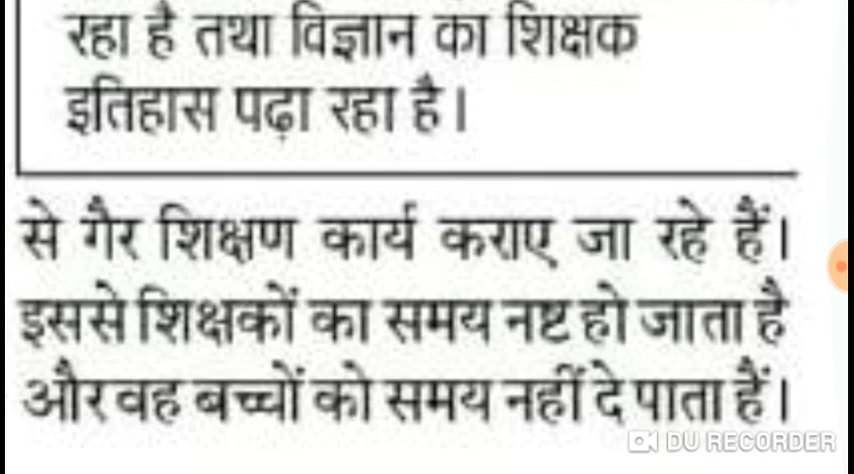 रहा है तथा विज्ञान का शिक्षक
इतिहास पढ़ा रहा है।
से गैर शिक्षण कार्य कराए जा रहे हैं।
इससे शिक्षकों का समय नष्ट हो जाता है
और वह बच्चों को समय नहीं दे पाता हैं।
DU RECORDER